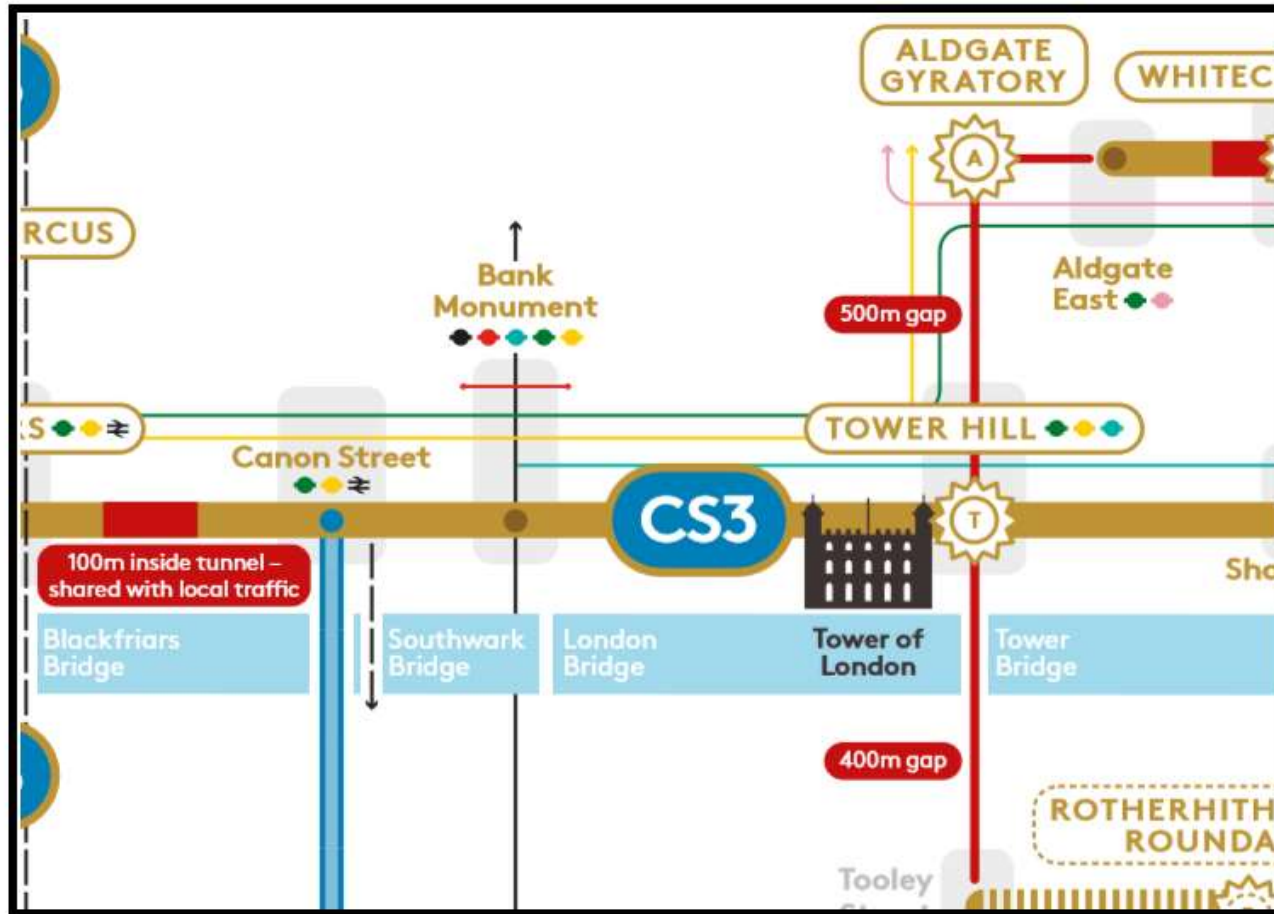 ALDGATE
GYRATORY
WHITEC
A
RCUS
Bank
Monument
Aldgate
East
500m gap
RS
TOWER HILL
Canon Street
CS3
T
100m inside tunnel –
shared with local traffic
Sha
Blackfriars
Bridge
Southwark
Bridge
London
Bridge
Tower of
London
Tower
Bridge
400m gap
ROTHERHITH
ROUNDA
Tooley